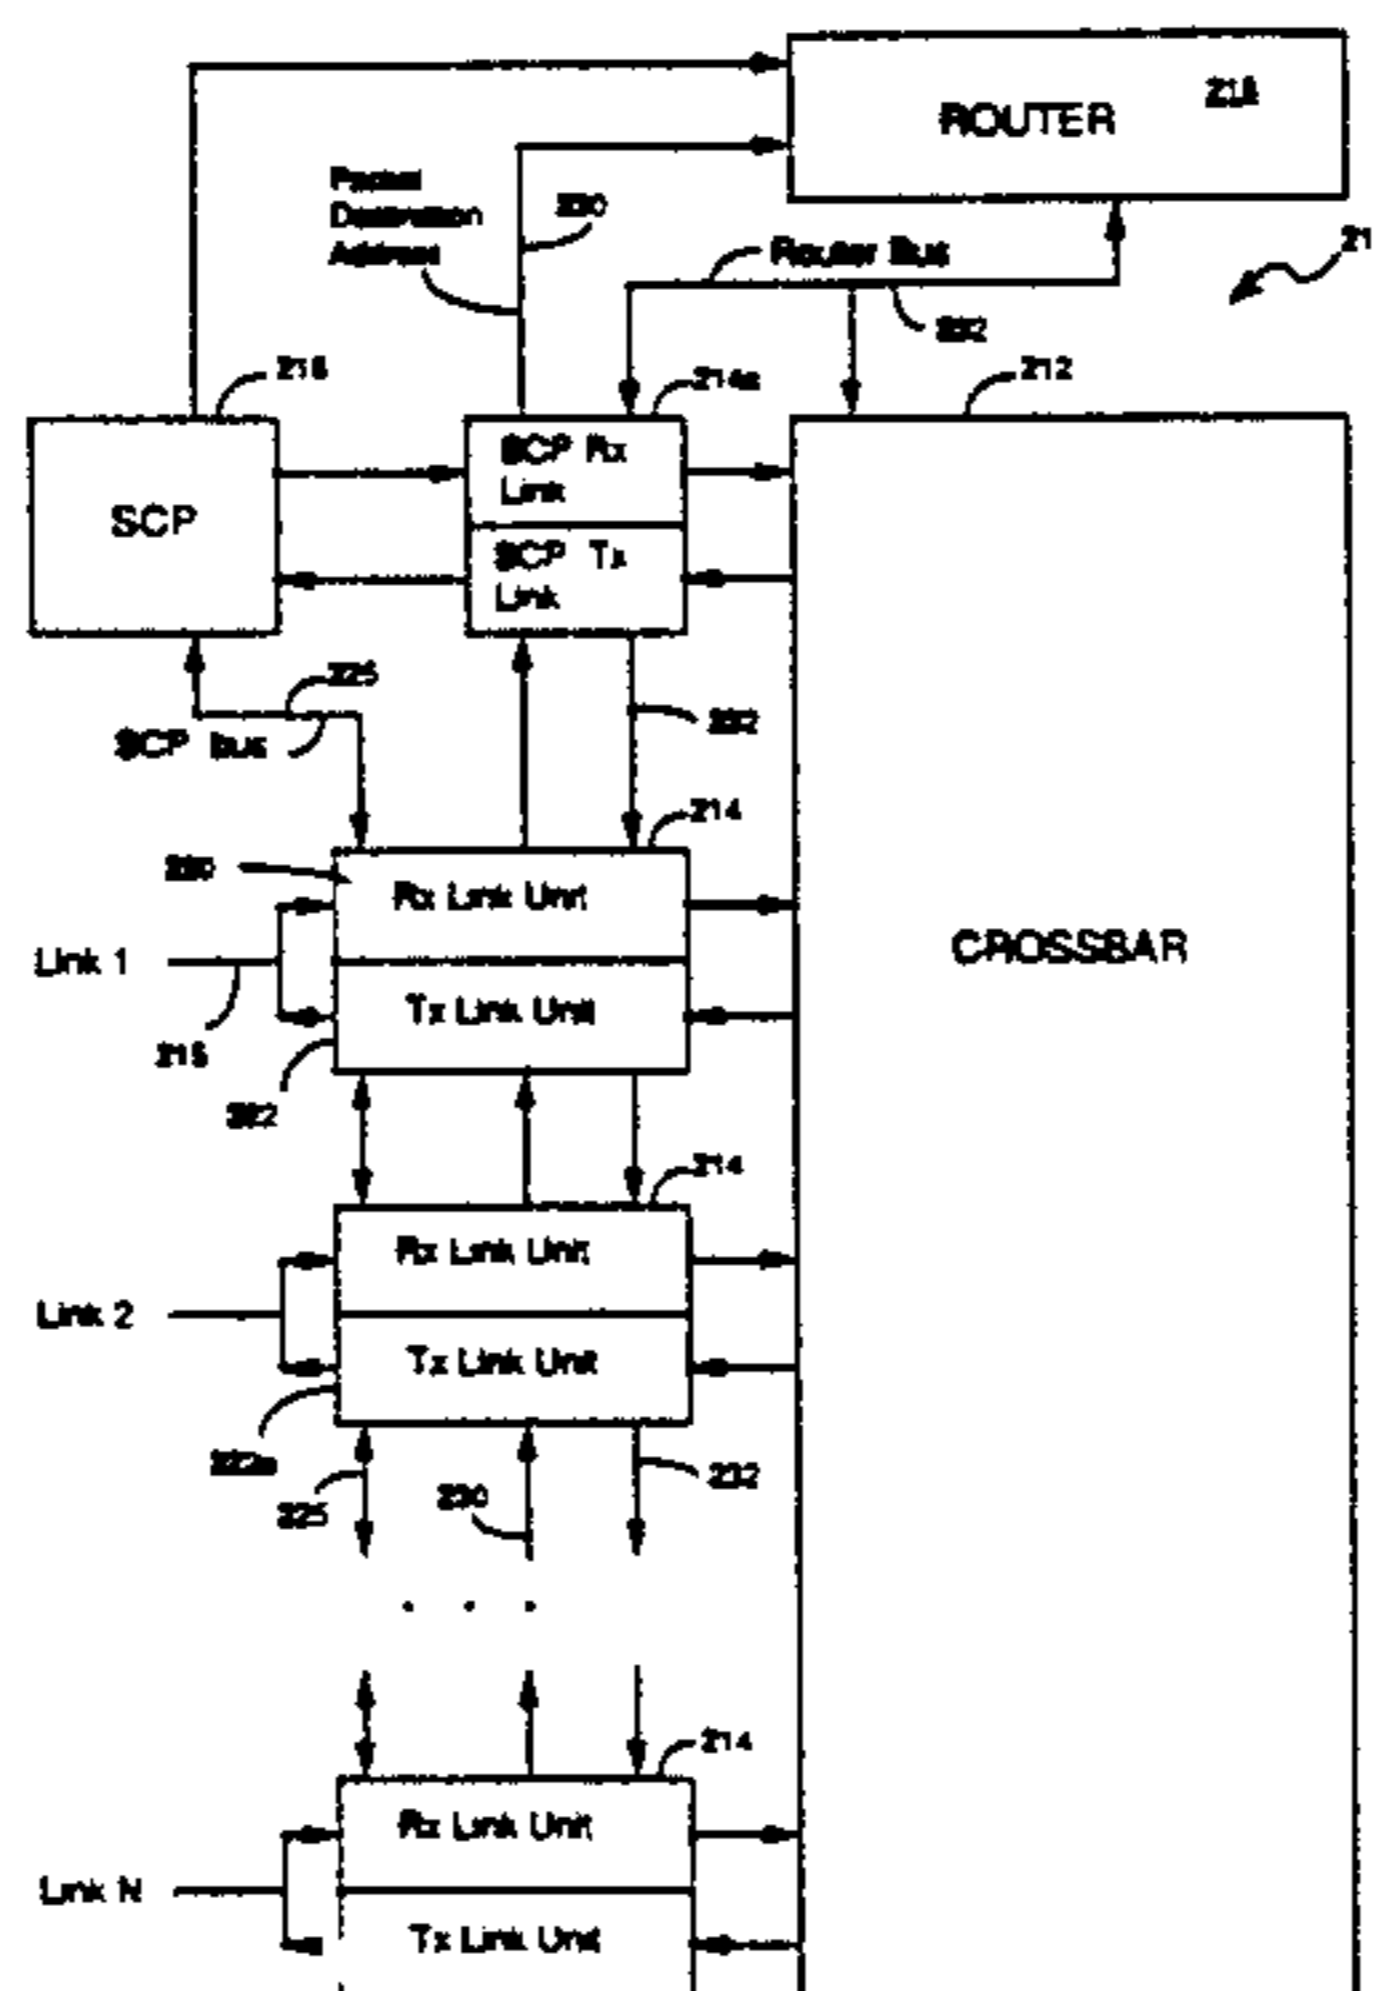 ROUTER
218
Packet
Destination
Address
230
Router Bus
21
232
216
214a
212
SCP Rx
Link
SCP
SCP Tx
Link
225
SCP bus
232
214
Rx Link Unit
Link 1
CROSSBAR
Tx Link Unit
215
222
214
Rx Link Unit
Link 2
Tx Link Unit
222a
225
230
232
214
Rx Link Unit
Link N
Tx Link Unit